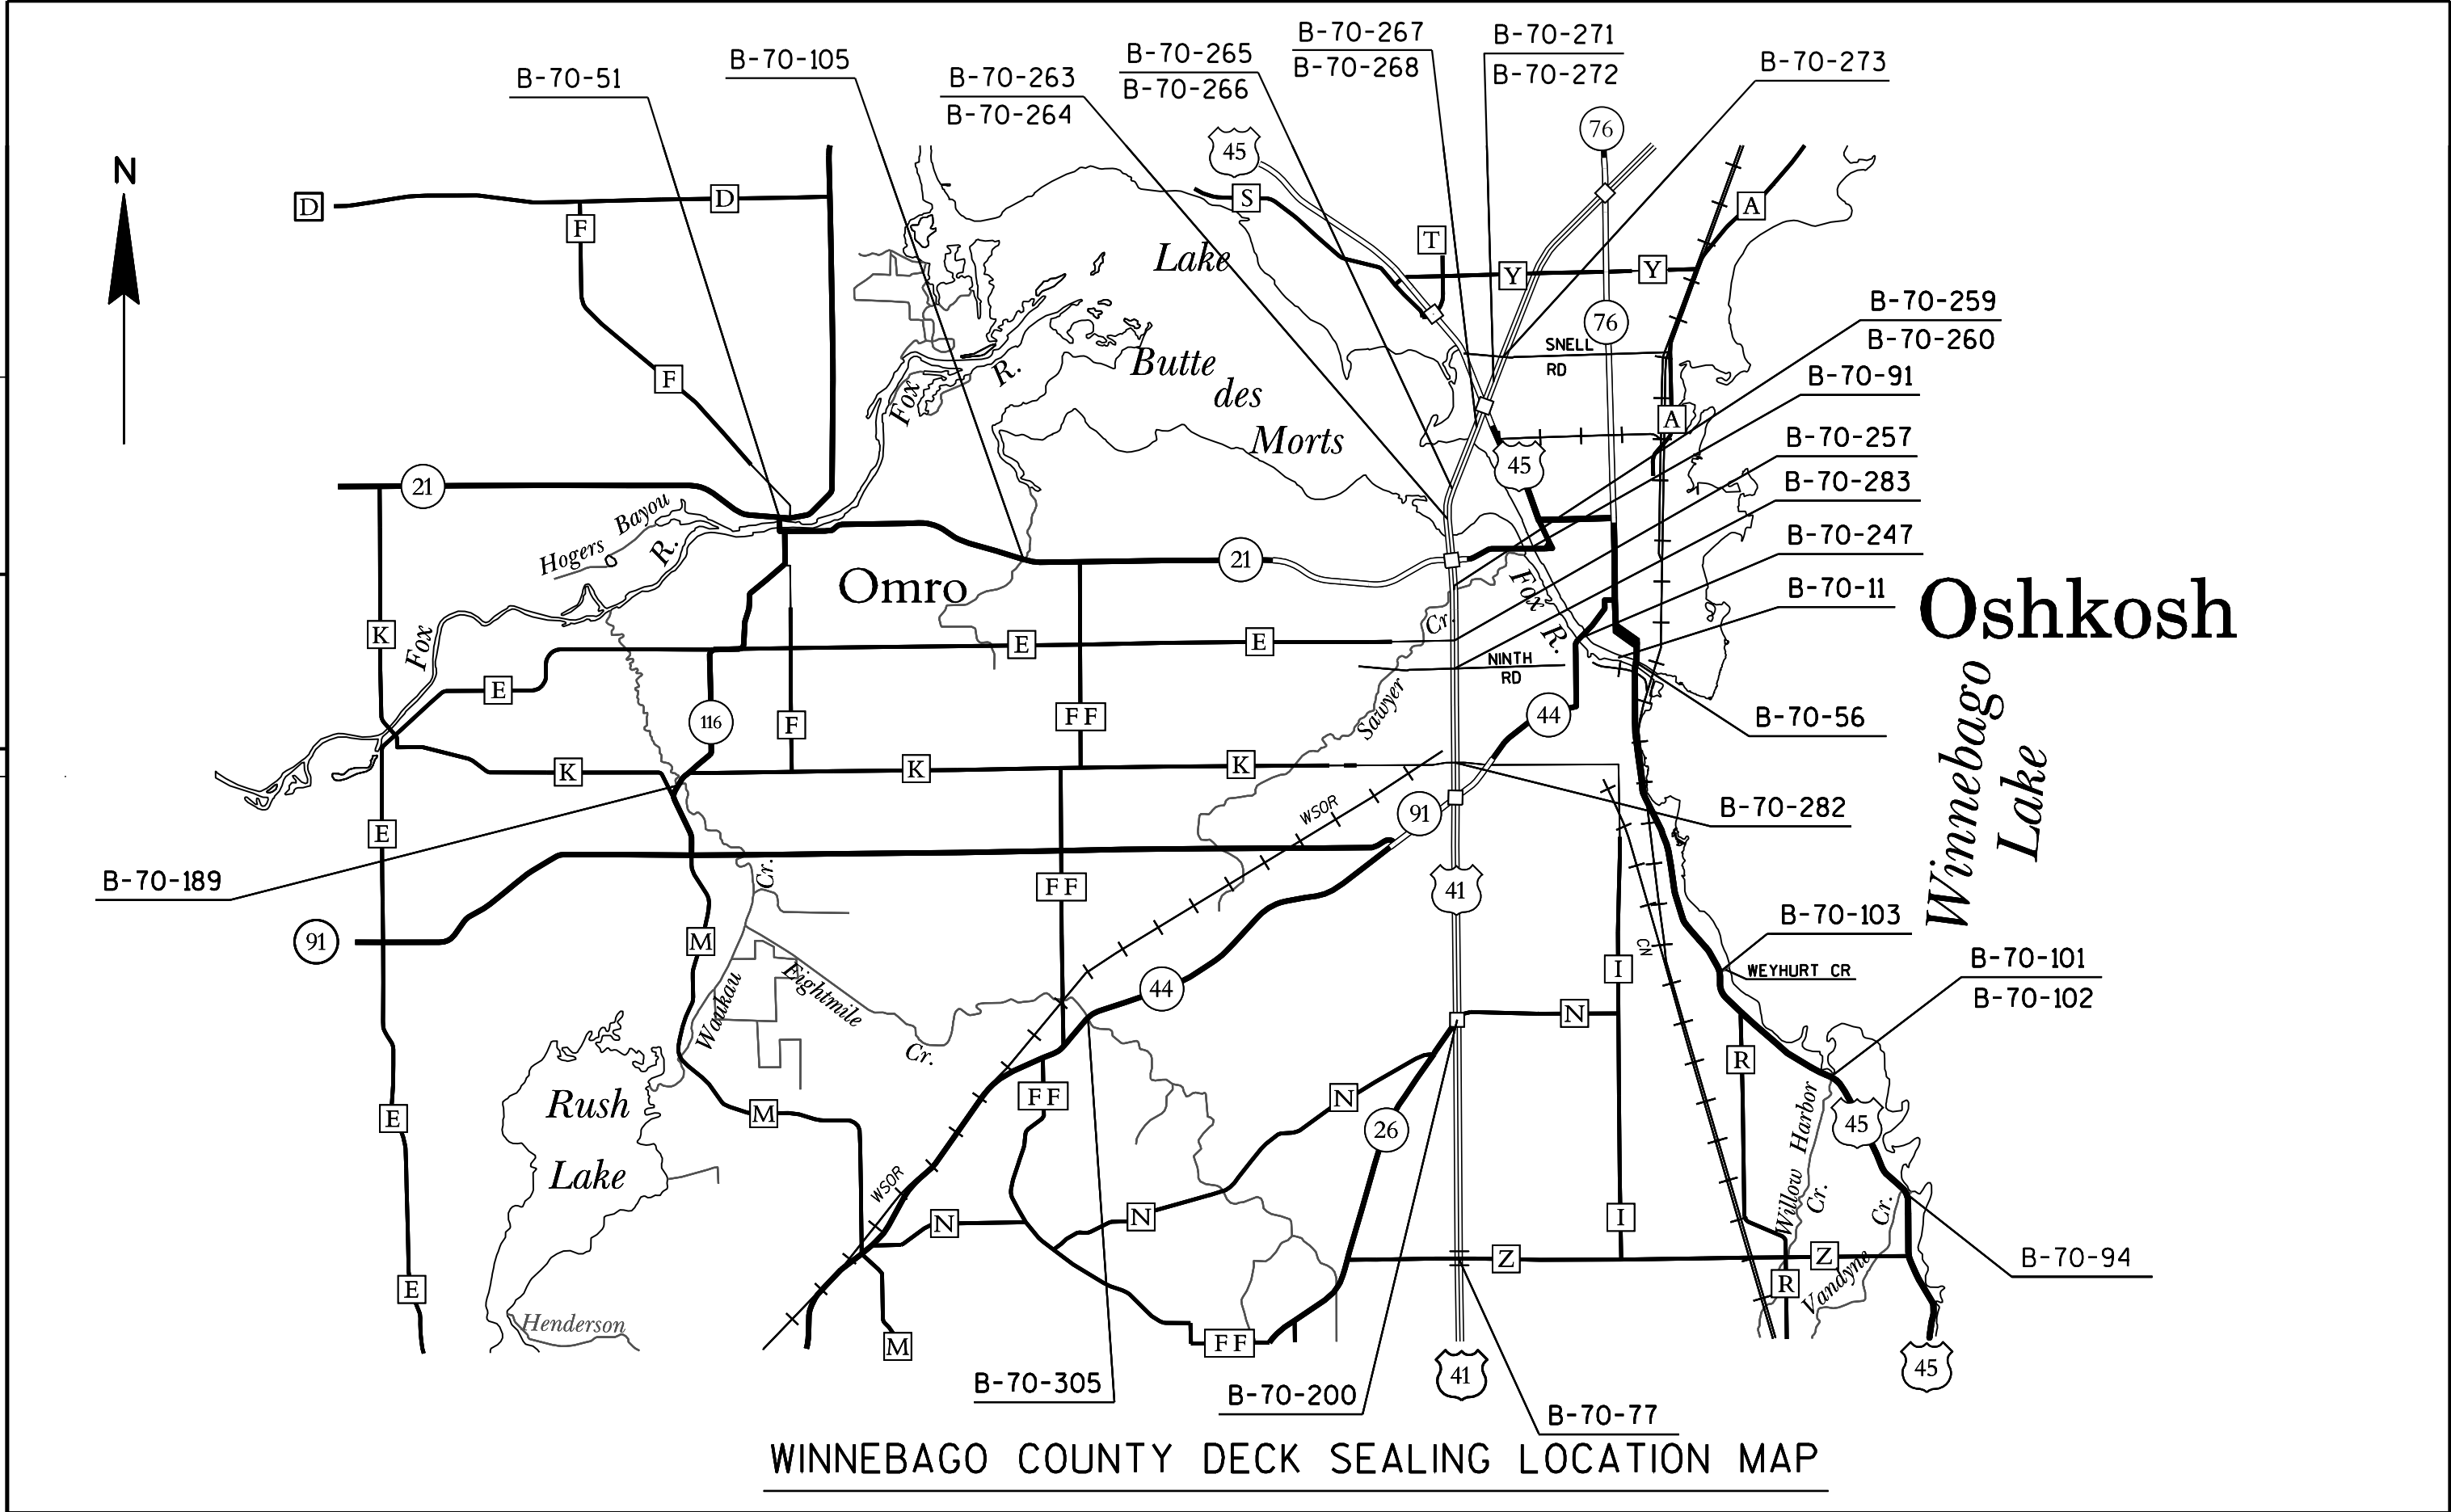 B-70-51
B-70-105
B-70-263
B-70-264
B-70-265
B-70-266
B-70-267
B-70-268
B-70-271
B-70-272
B-70-273
N
45
76
D
D
F
S
T
A
Lake
Y
Y
76
B-70-259
B-70-260
SNELL
RD
Butte
R.
F
Fox
des
B-70-91
A
Morts
B-70-257
45
21
B-70-283
Hogers Bayou
R.
B-70-247
21
Omro
Fox
R.
B-70-11
Oshkosh
K
Fox
E
E
Cr.
NINTH
RD
E
116
F
FF
Sawyer
44
B-70-56
Winnebago
Lake
K
K
K
WSOR
91
B-70-282
E
B-70-189
Cr.
FF
41
91
M
B-70-103
CN
WEYHURT CR
I
B-70-101
B-70-102
Waukau
Eightmile
Cr.
44
N
R
Rush
Lake
E
M
FF
N
26
45
Willow Harbor
Cr.
Cr.
WSOR
N
N
I
Z
Z
B-70-94
R
Vandyne
E
Henderson
M
FF
41
45
B-70-305
B-70-200
B-70-77
WINNEBAGO COUNTY DECK SEALING LOCATION MAP